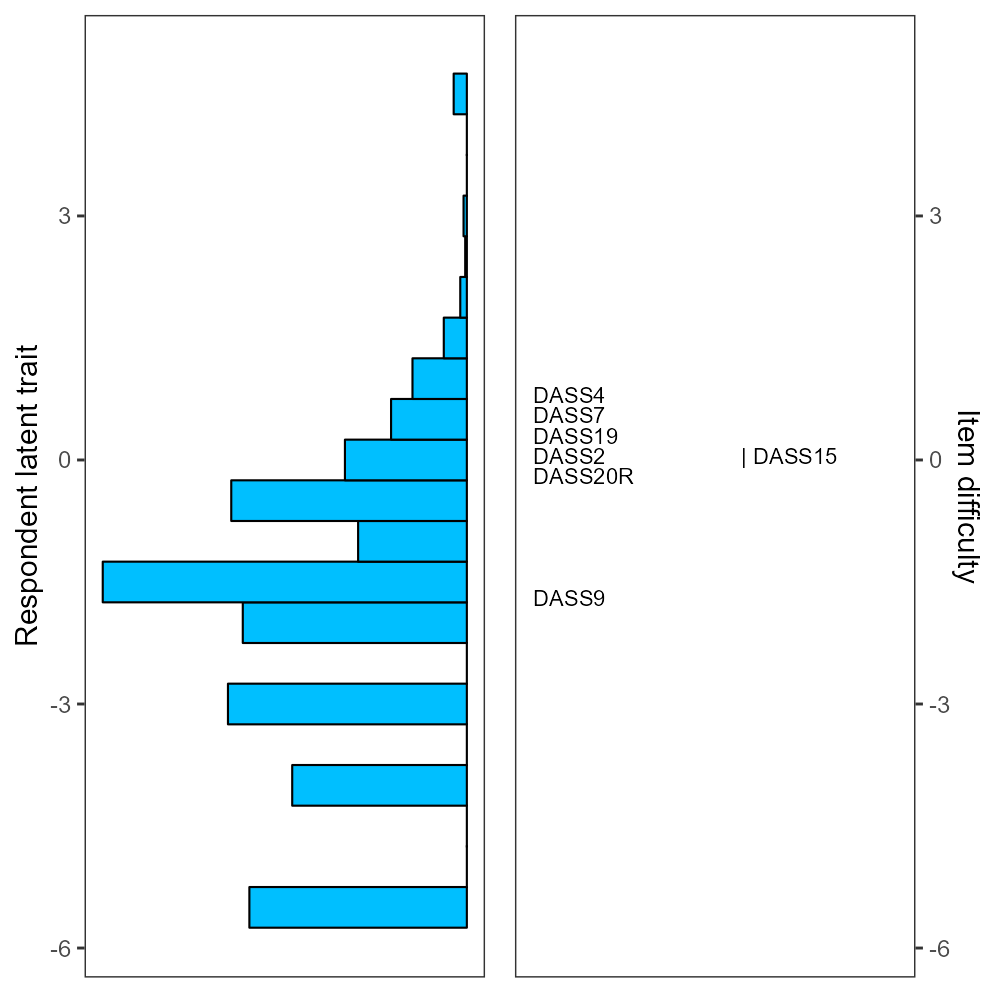 Respondent latent trait
3
0
-3
-6
DASS4
DASS7
DASS19
DASS2 | DASS15
DASS20R
DASS9
3
0
-3
-6
Item difficulty